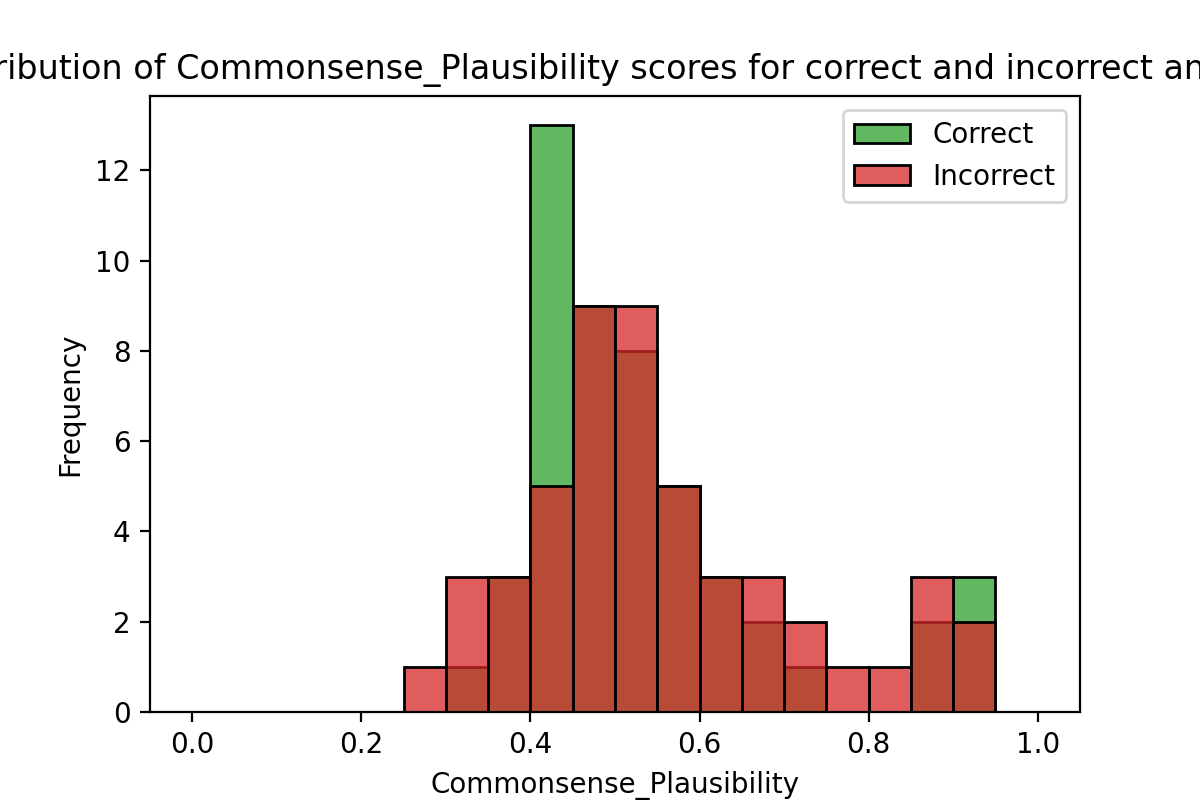 ribution of Commonsense_Plausibility scores for correct and incorrect an
Correct
Incorrect
12
10
8
6
4
2
0
Frequency
0.0 0.2 0.4 0.6 0.8 1.0
Commonsense_Plausibility